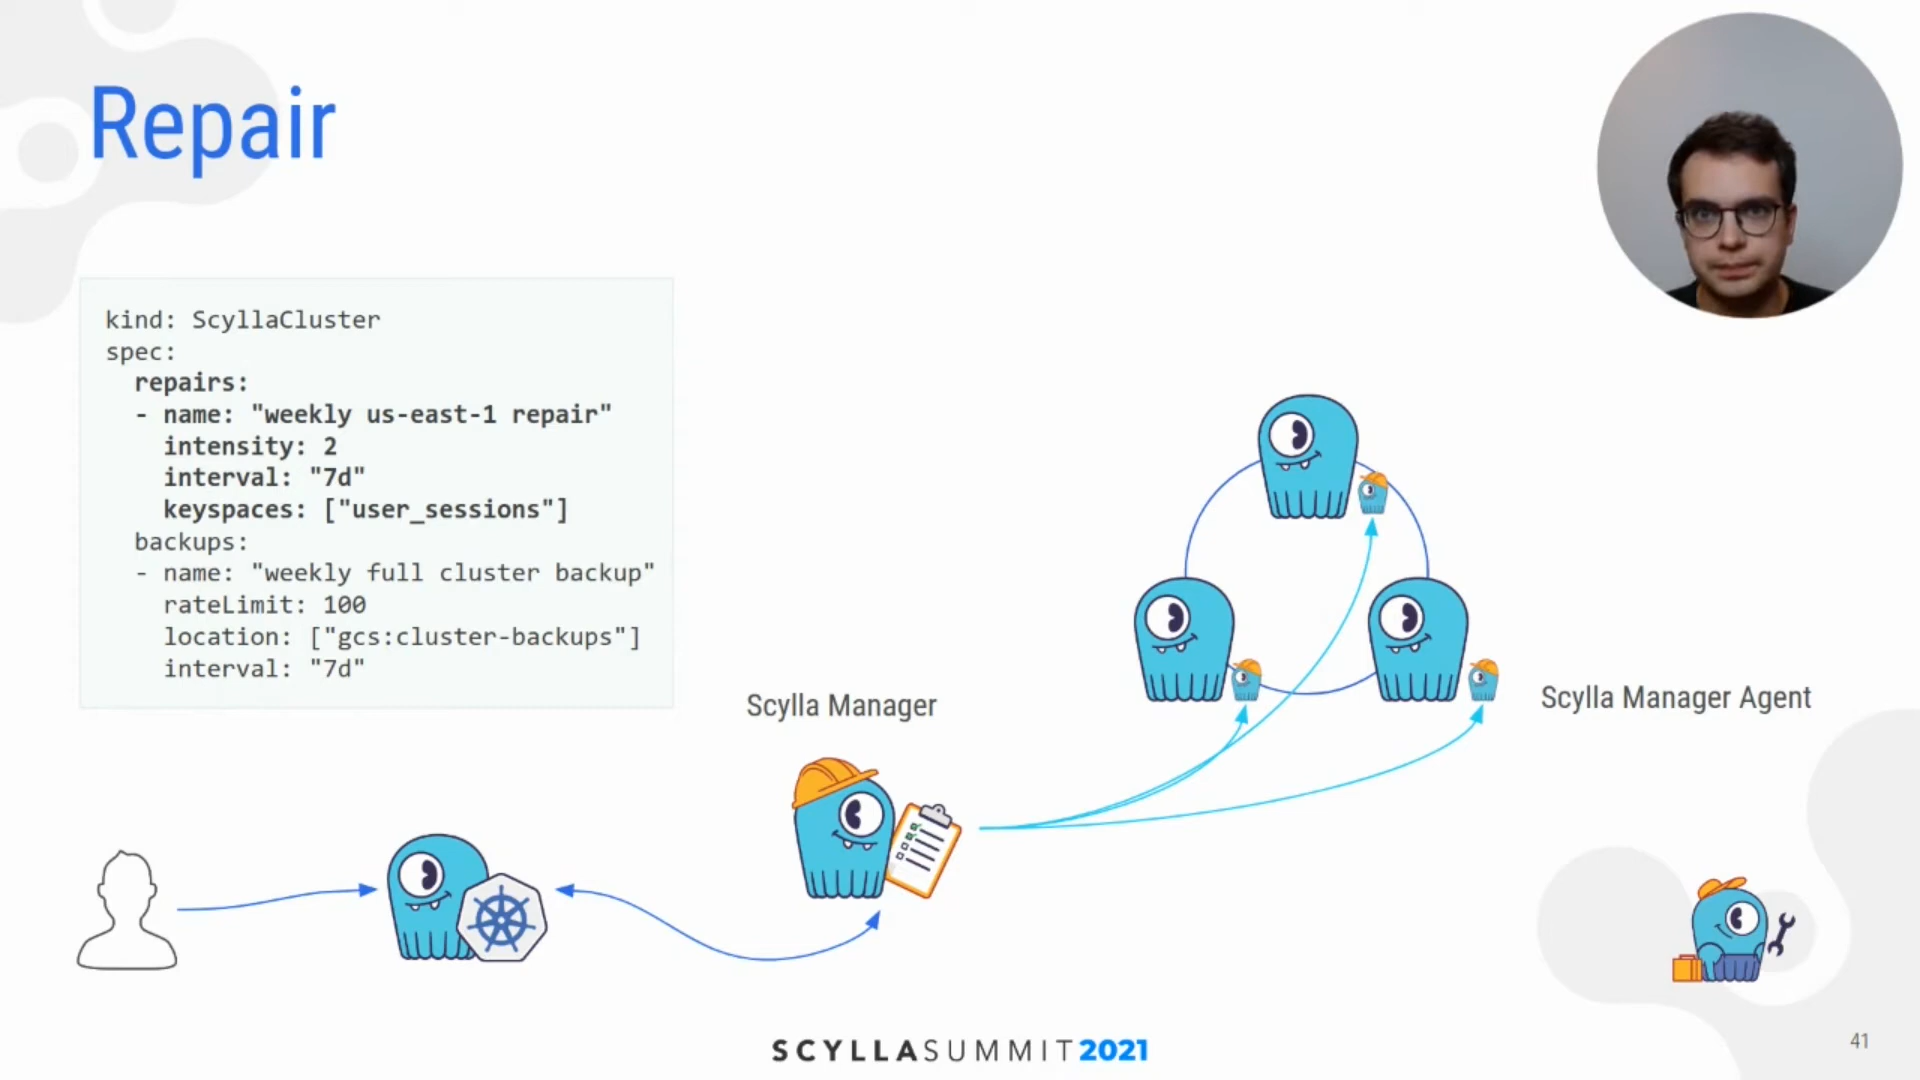 Repair
kind: ScyllaCluster
spec:
  repairs:
  - name: "weekly us-east-1 repair"
    intensity: 2
    interval: "7d"
    keyspaces: ["user_sessions"]
  backups:
  - name: "weekly full cluster backup"
    rateLimit: 100
    location: ["gcs:cluster-backups"]
    interval: "7d"
Scylla Manager
Scylla Manager Agent
SCYLLASUMMIT2021
41